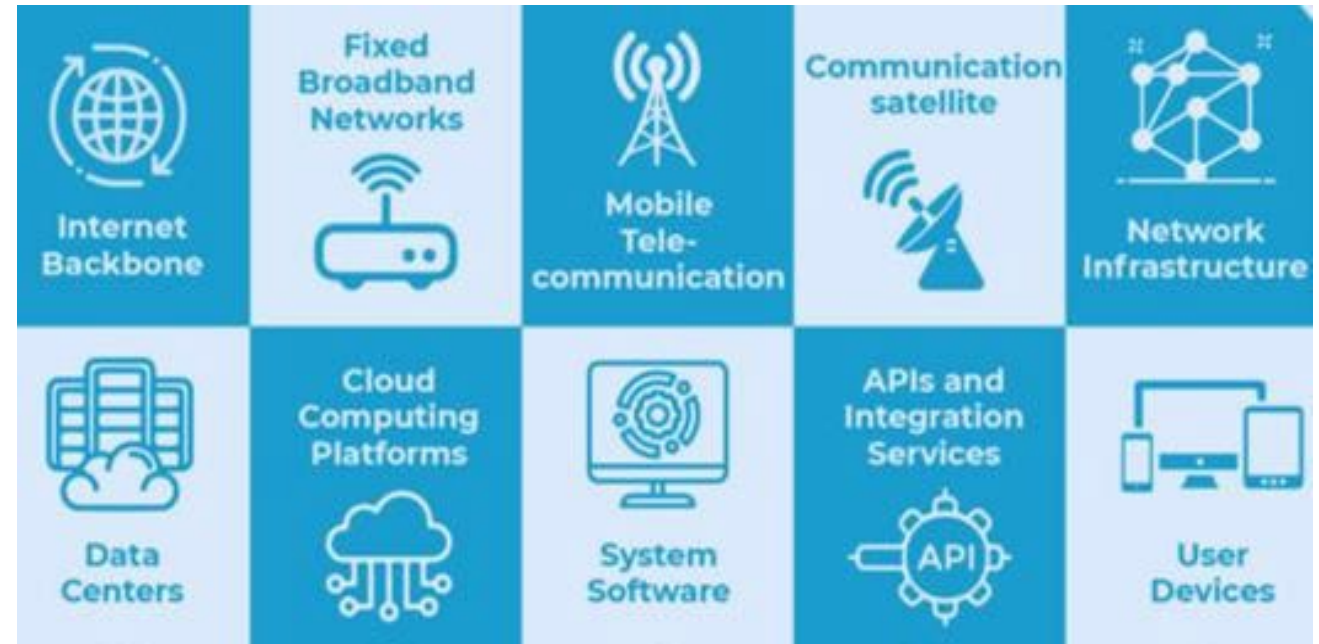 Internet
Backbone
Fixed
Broadband
Networks
Mobile
Tele-
communication
Communication
satellite
Network
Infrastructure
Data
Centers
Cloud
Computing
Platforms
System
Software
APIs and
Integration
Services
API
User
Devices